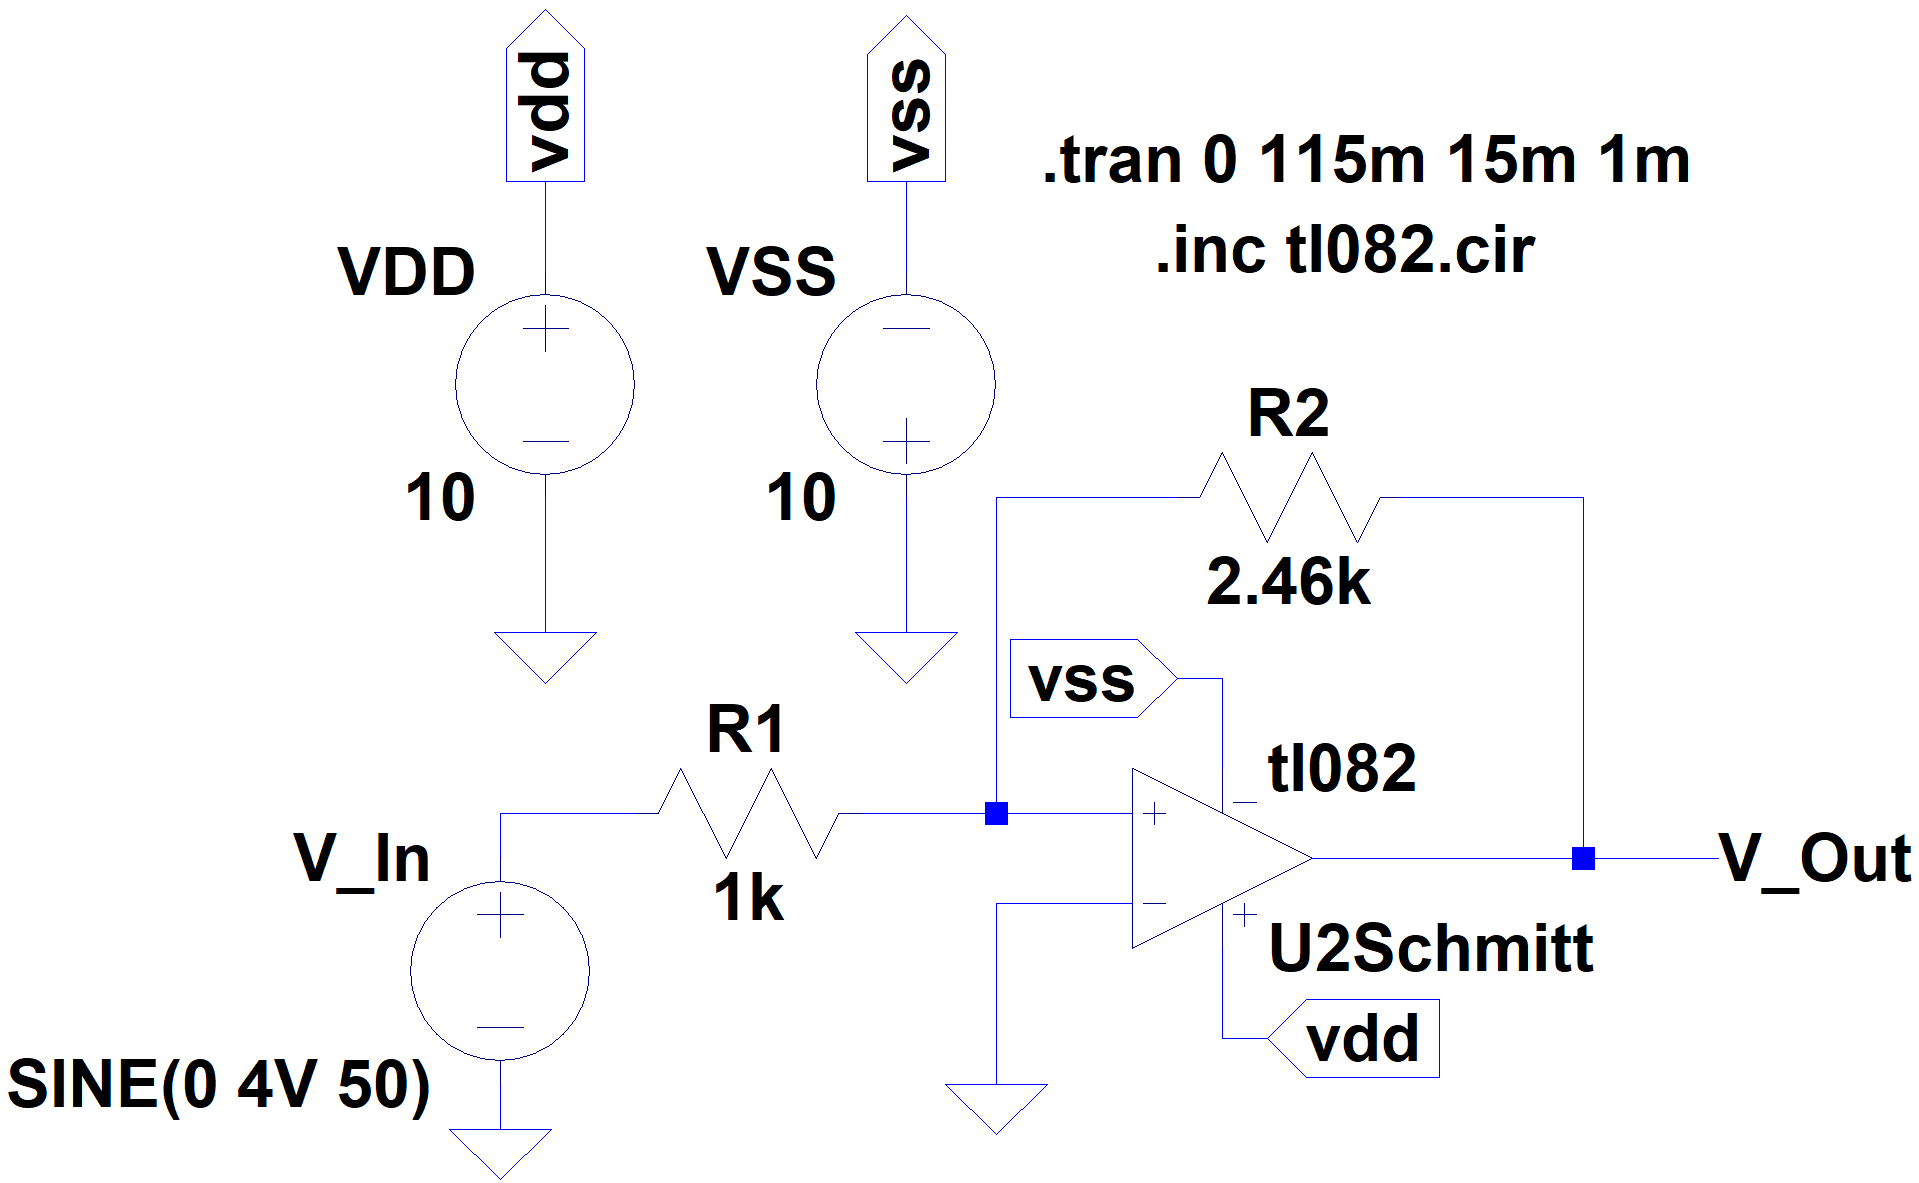 vdd
vss
.tran 0 115m 15m 1m
.inc tl082.cir
VDD
VSS
10
10
R2
2.46k
vss
R1
tl082
V_In
1k
V_Out
U2Schmitt
vdd
SINE(0 4V 50)